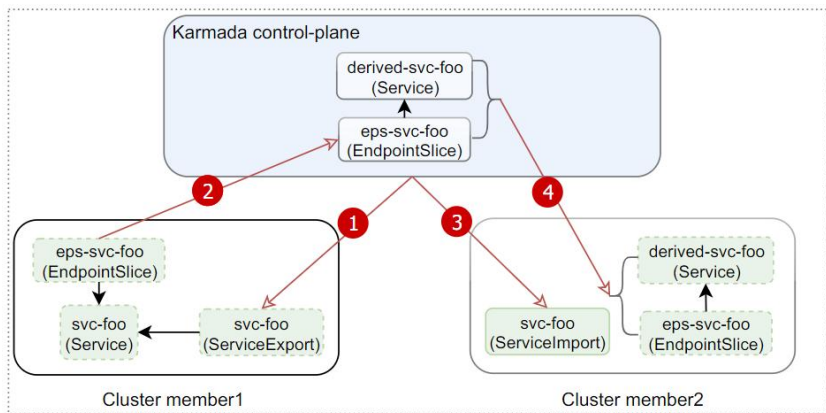 Karmada control-plane
derived-svc-foo
(Service)
eps-svc-foo
(EndpointSlice)
2
1
3
4
eps-svc-foo
(EndpointSlice)
svc-foo
(Service)
svc-foo
(ServiceExport)
Cluster member1
derived-svc-foo
(Service)
svc-foo
(ServiceImport)
eps-svc-foo
(EndpointSlice)
Cluster member2